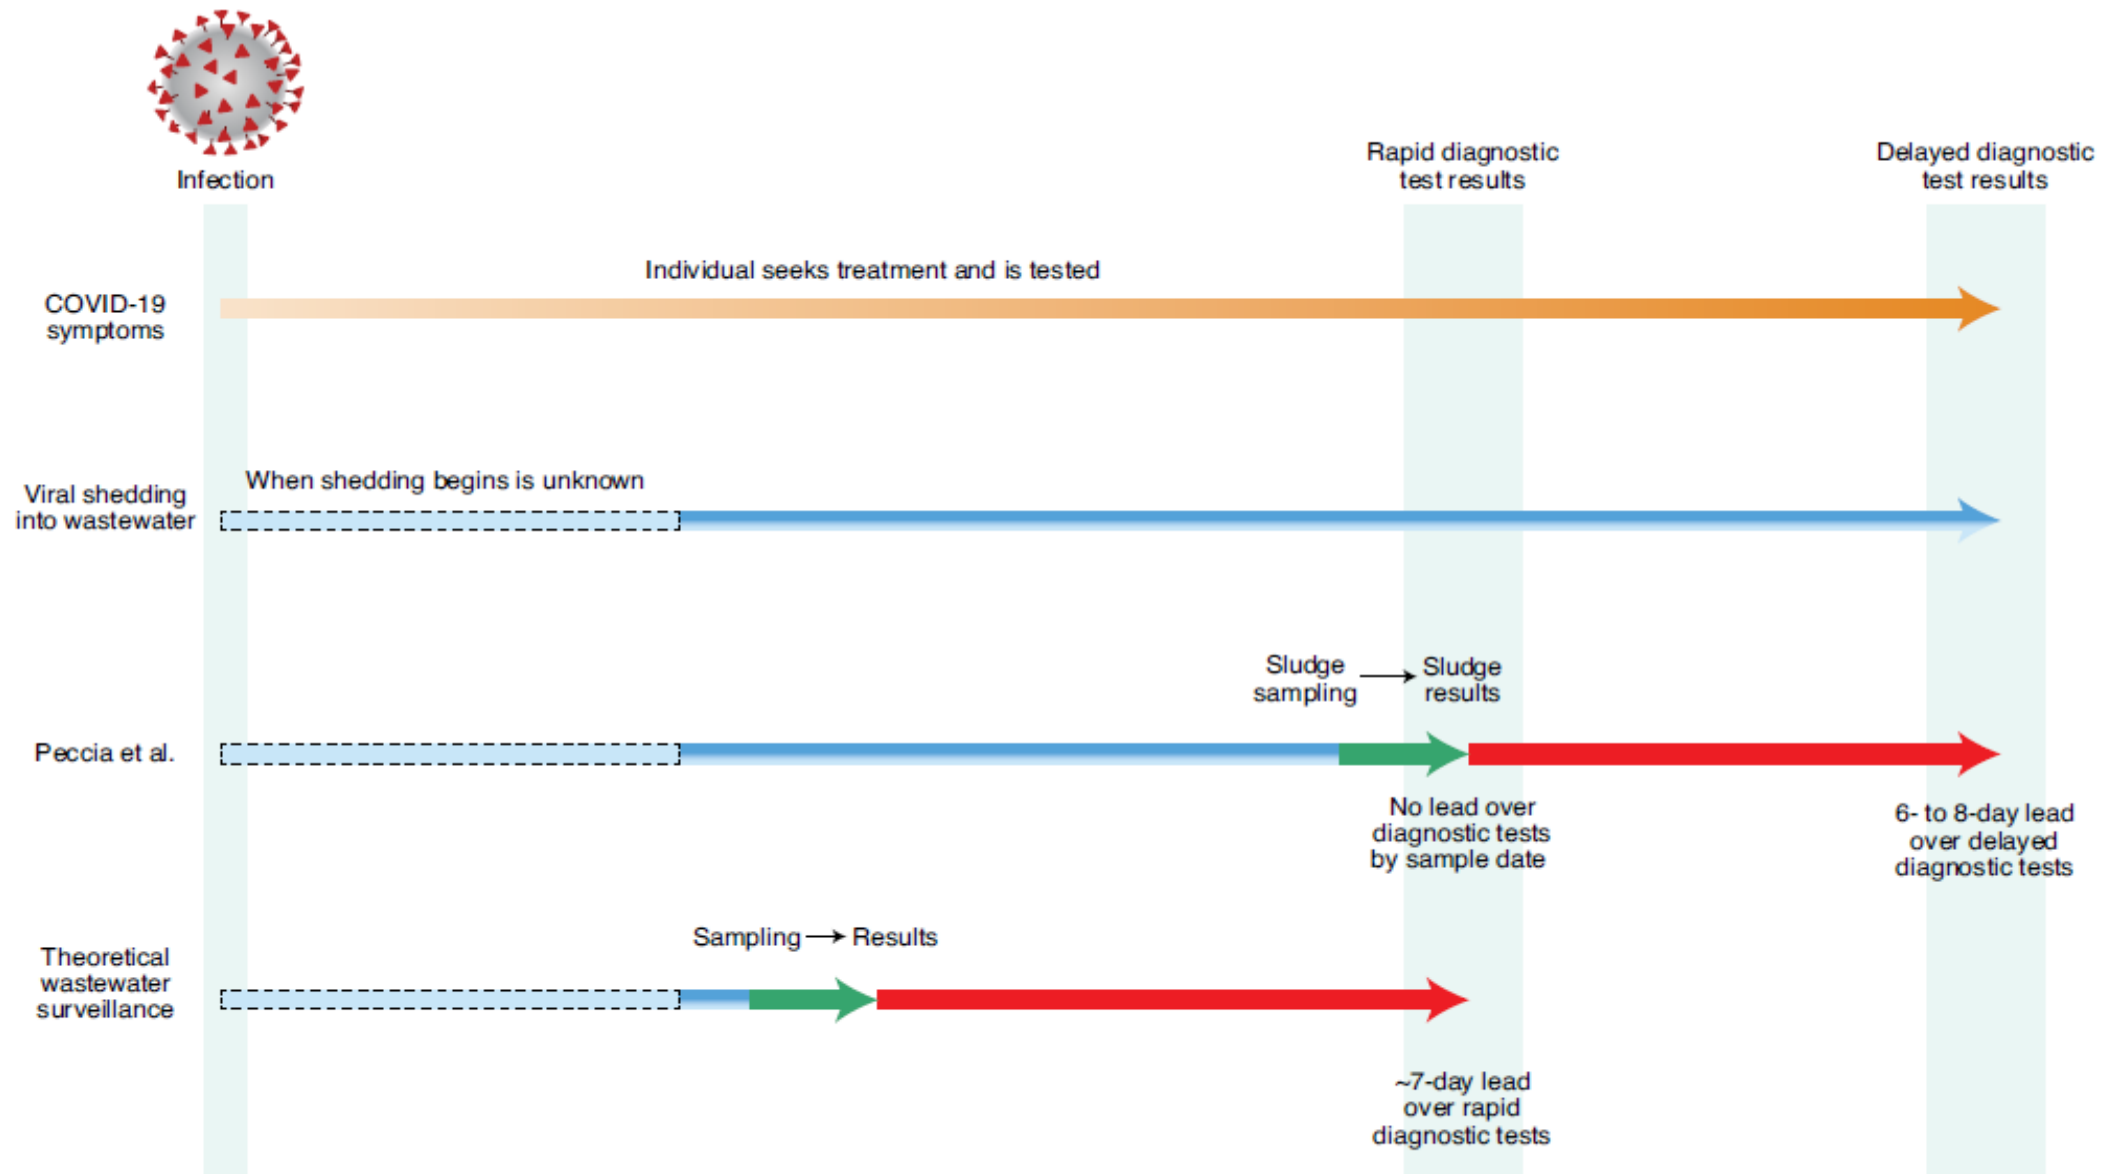 Infection
Rapid diagnostic
test results
Delayed diagnostic
test results
COVID-19
symptoms
Individual seeks treatment and is tested
Viral shedding
into wastewater
When shedding begins is unknown
Peccia et al.
Sludge
sampling
Sludge
results
No lead over
diagnostic tests
by sample date
6- to 8-day lead
over delayed
diagnostic tests
Theoretical
wastewater
surveillance
Sampling
Results
~7-day lead
over rapid
diagnostic tests